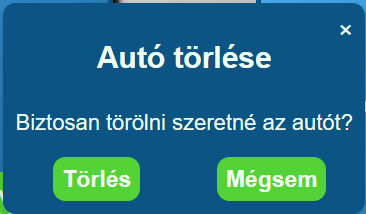 ×
Autó törlése
Biztosan törölni szeretné az autót?
Törlés Mégsem